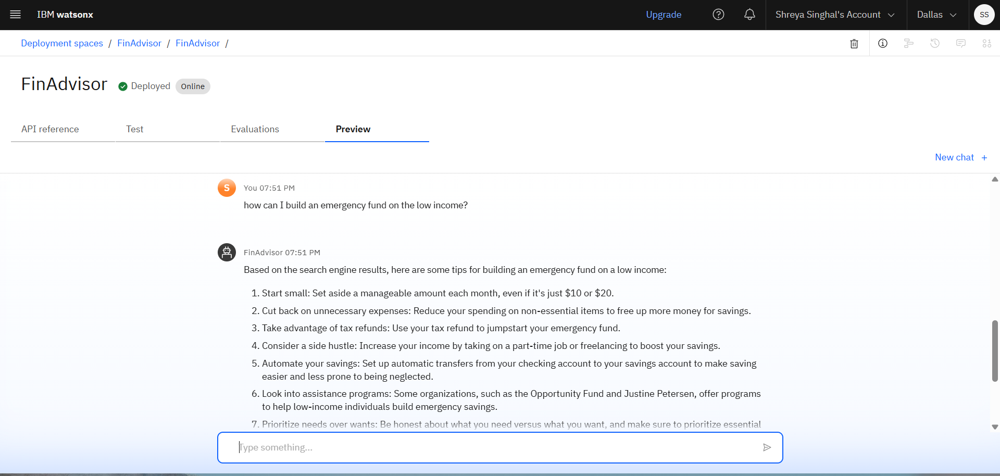 IBM watsonx
Upgrade
Shreya Singhal's Account
Dallas
SS
Deployment spaces / FinAdvisor / FinAdvisor /
FinAdvisor
Deployed
Online
API reference
Test
Evaluations
Preview
New chat +
S
You 07:51 PM
how can I build an emergency fund on the low income?
FinAdvisor 07:51 PM
Based on the search engine results, here are some tips for building an emergency fund on a low income:
1. Start small: Set aside a manageable amount each month, even if it's just $10 or $20.
2. Cut back on unnecessary expenses: Reduce your spending on non-essential items to free up more money for savings.
3. Take advantage of tax refunds: Use your tax refund to jumpstart your emergency fund.
4. Consider a side hustle: Increase your income by taking on a part-time job or freelancing to boost your savings.
5. Automate your savings: Set up automatic transfers from your checking account to your savings account to make saving
easier and less prone to being neglected.
6. Look into assistance programs: Some organizations, such as the Opportunity Fund and Justine Petersen, offer programs
to help low-income individuals build emergency savings.
7. Prioritize needs over wants: Be honest about what you need versus what you want, and make sure to prioritize essential
Type something...